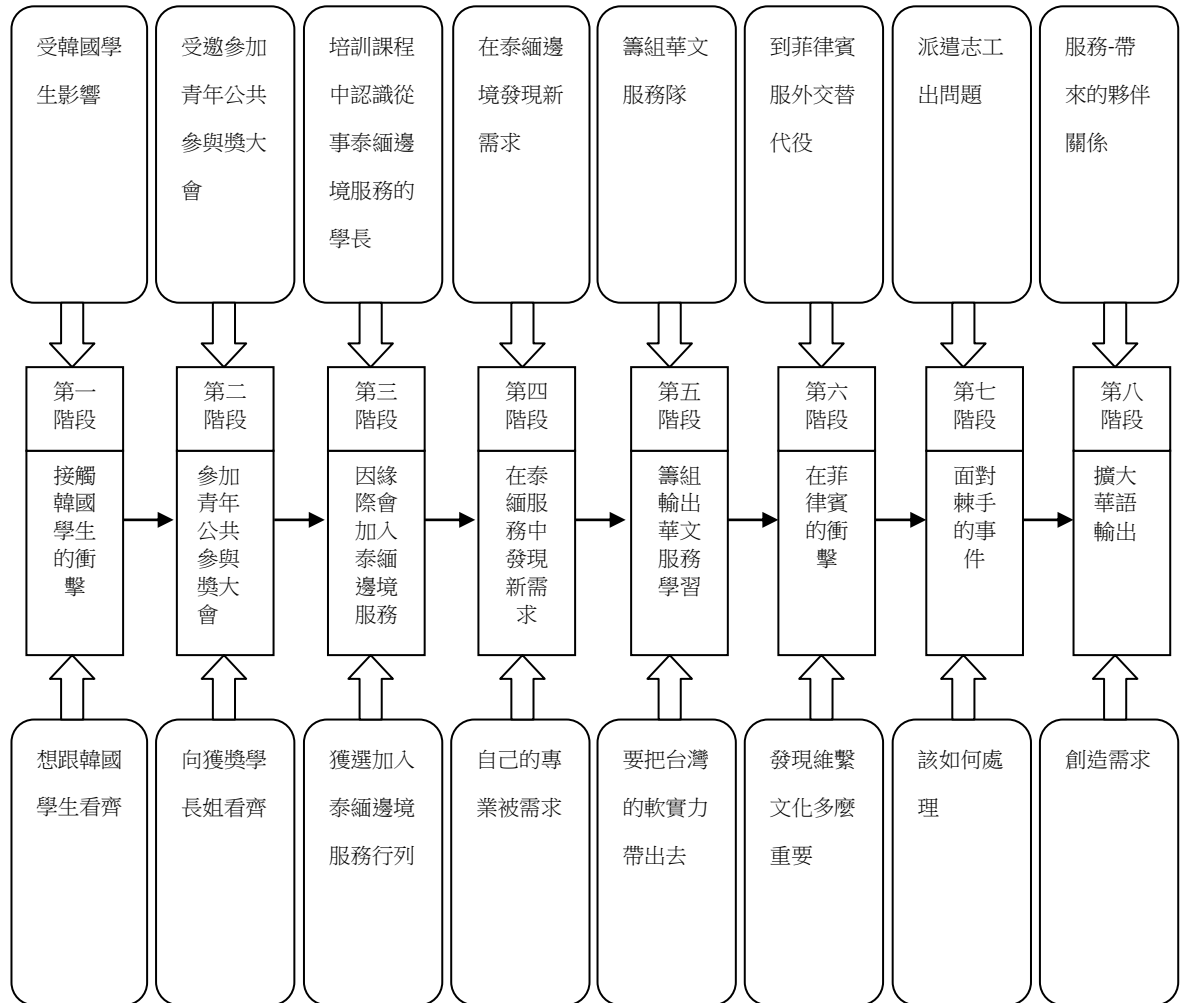 受韓國學
生影響
受邀參加
青年公共
參與獎大
會
培訓課程
中認識從
事泰緬邊
境服務的
學長
在泰緬邊
境發現新
需求
籌組華文
服務隊
到菲律賓
服外交替
代役
派遣志工
出問題
服務-帶
來的夥伴
關係
第一
階段
接觸
韓國
學生
的衝
擊
第二
階段
參加
青年
公共
參與
獎大
會
第三
階段
因緣
際會
加入
泰緬
邊境
服務
第四
階段
在泰
緬服
務中
發現
新需
求
第五
階段
籌組
輸出
華文
服務
學習
第六
階段
在菲
律賓
的衝
擊
第七
階段
面對
棘手
的事
件
第八
階段
擴大
華語
輸出
想跟韓國
學生看齊
向獲獎學
長姐看齊
獲選加入
泰緬邊境
服務行列
自己的專
業被需求
要把台灣
的軟實力
帶出去
發現維繫
文化多麼
重要
該如何處
理
創造需求